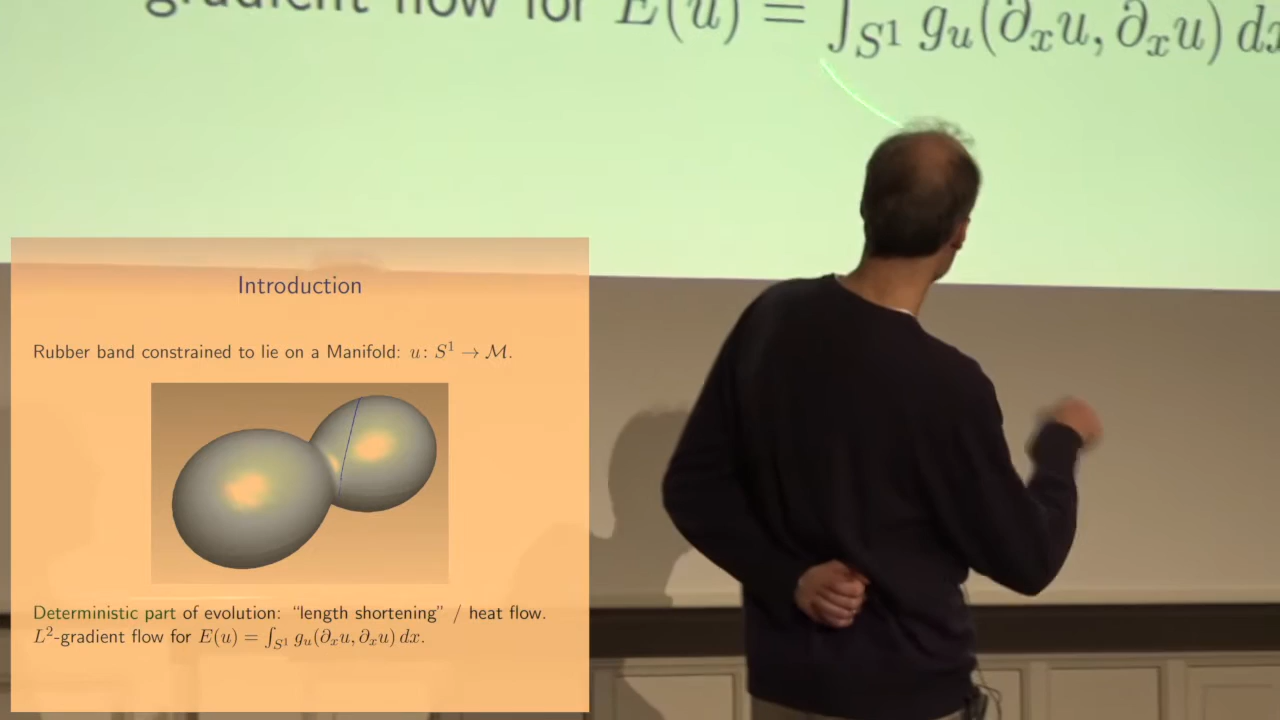 gradient flow for E(u) = ∫_{S¹} g_u(∂_x u, ∂_x u) dx
Introduction
Rubber band constrained to lie on a Manifold: u: S¹ → ℳ.
Deterministic part of evolution: “length shortening” / heat flow.
L²-gradient flow for E(u) = ∫_{S¹} g_u(∂_x u, ∂_x u) dx.